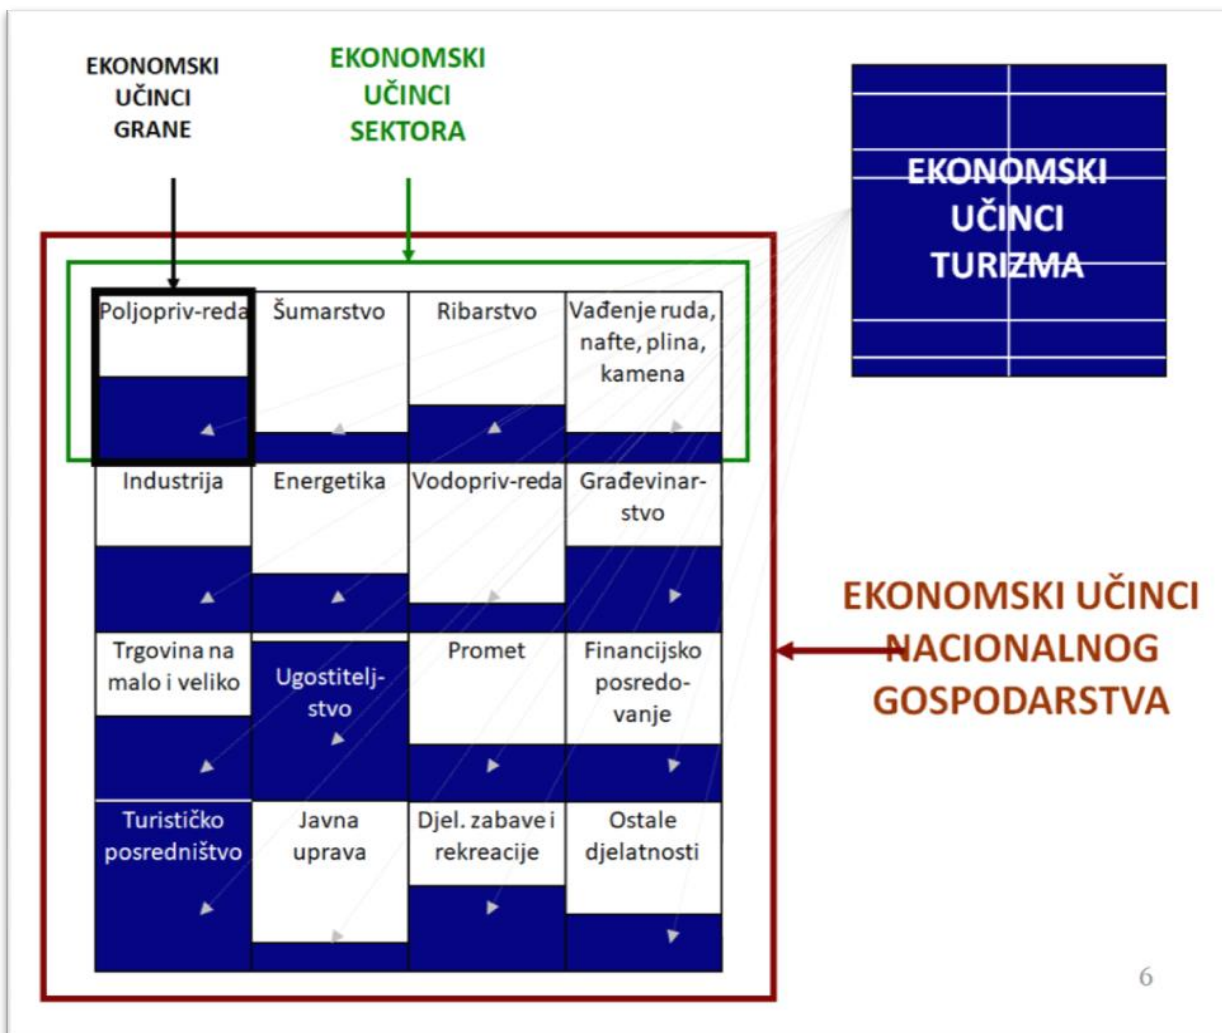 EKONOMSKI
UČINCI
GRANE
EKONOMSKI
UČINCI
SEKTORA
EKONOMSKI
UČINCI
TURIZMA
Poljopriv-reda
Šumarstvo
Ribarstvo
Vađenje ruda,
nafte, plina,
kamena
Industrija
Energetika
Vodopriv-reda
Građevinar-
stvo
EKONOMSKI UČINCI
NACIONALNOG
GOSPODARSTVA
Trgovina na
malo i veliko
Ugostitelj-
stvo
Promet
Financijsko
posredo-
vanje
Turističko
posredništvo
Javna
uprava
Djel. zabave i
rekreacije
Ostale
djelatnosti
6